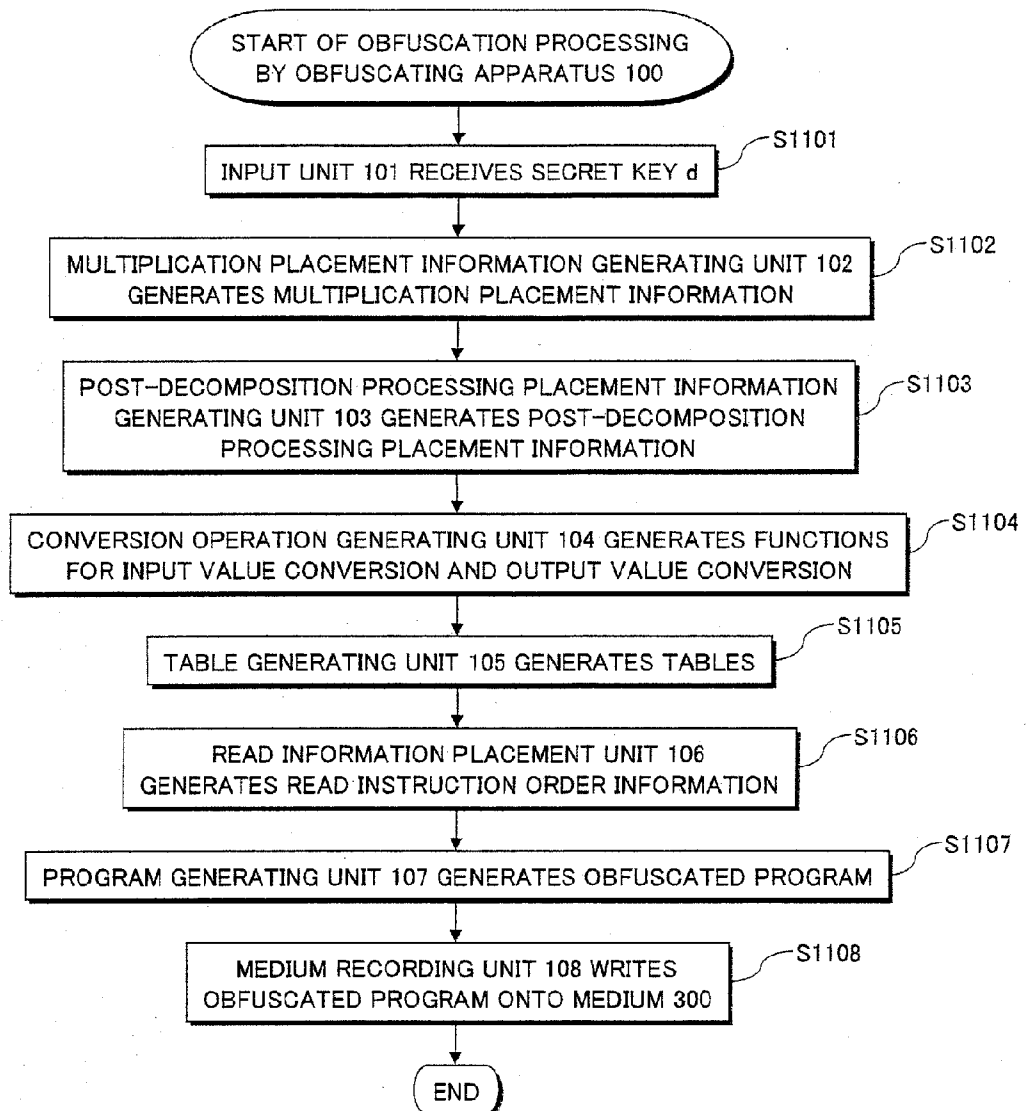 START OF OBFUSCATION PROCESSING
BY OBFUSCATING APPARATUS 100
S1101
INPUT UNIT 101 RECEIVES SECRET KEY d
S1102
MULTIPLICATION PLACEMENT INFORMATION GENERATING UNIT 102
GENERATES MULTIPLICATION PLACEMENT INFORMATION
S1103
POST-DECOMPOSITION PROCESSING PLACEMENT INFORMATION
GENERATING UNIT 103 GENERATES POST-DECOMPOSITION
PROCESSING PLACEMENT INFORMATION
S1104
CONVERSION OPERATION GENERATING UNIT 104 GENERATES FUNCTIONS
FOR INPUT VALUE CONVERSION AND OUTPUT VALUE CONVERSION
S1105
TABLE GENERATING UNIT 105 GENERATES TABLES
S1106
READ INFORMATION PLACEMENT UNIT 106
GENERATES READ INSTRUCTION ORDER INFORMATION
S1107
PROGRAM GENERATING UNIT 107 GENERATES OBFUSCATED PROGRAM
S1108
MEDIUM RECORDING UNIT 108 WRITES
OBFUSCATED PROGRAM ONTO MEDIUM 300
END